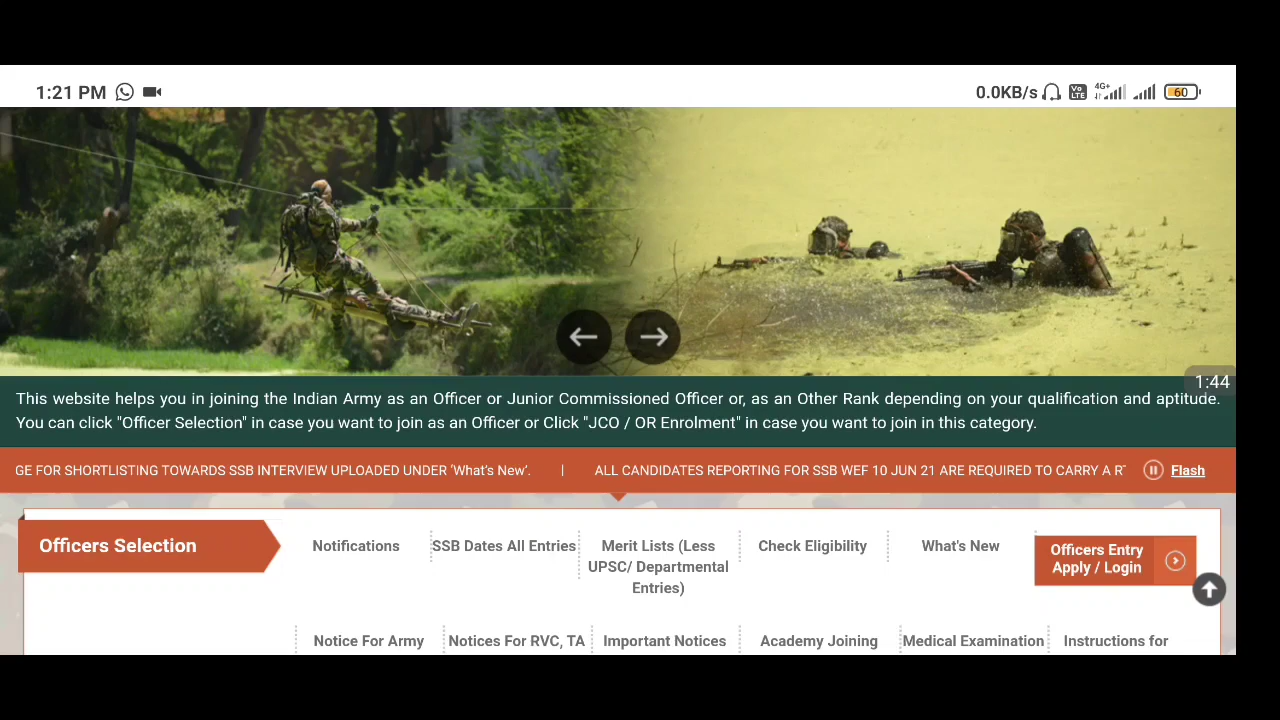 1:21 PM
0.0KB/s Vo LTE 4G+ 60
1:44
This website helps you in joining the Indian Army as an Officer or Junior Commissioned Officer or, as an Other Rank depending on your qualification and aptitude.
You can click "Officer Selection" in case you want to join as an Officer or Click "JCO / OR Enrolment" in case you want to join in this category.
GE FOR SHORTLISTING TOWARDS SSB INTERVIEW UPLOADED UNDER ‘What's New’. | ALL CANDIDATES REPORTING FOR SSB WEF 10 JUN 21 ARE REQUIRED TO CARRY A Flash
Officers Selection
Notifications
SSB Dates All Entries
Merit Lists (Less
UPSC/ Departmental
Entries)
Check Eligibility
What's New
Officers Entry
Apply / Login
Notice For Army
Notices For RVC, TA
Important Notices
Academy Joining
Medical Examination
Instructions for